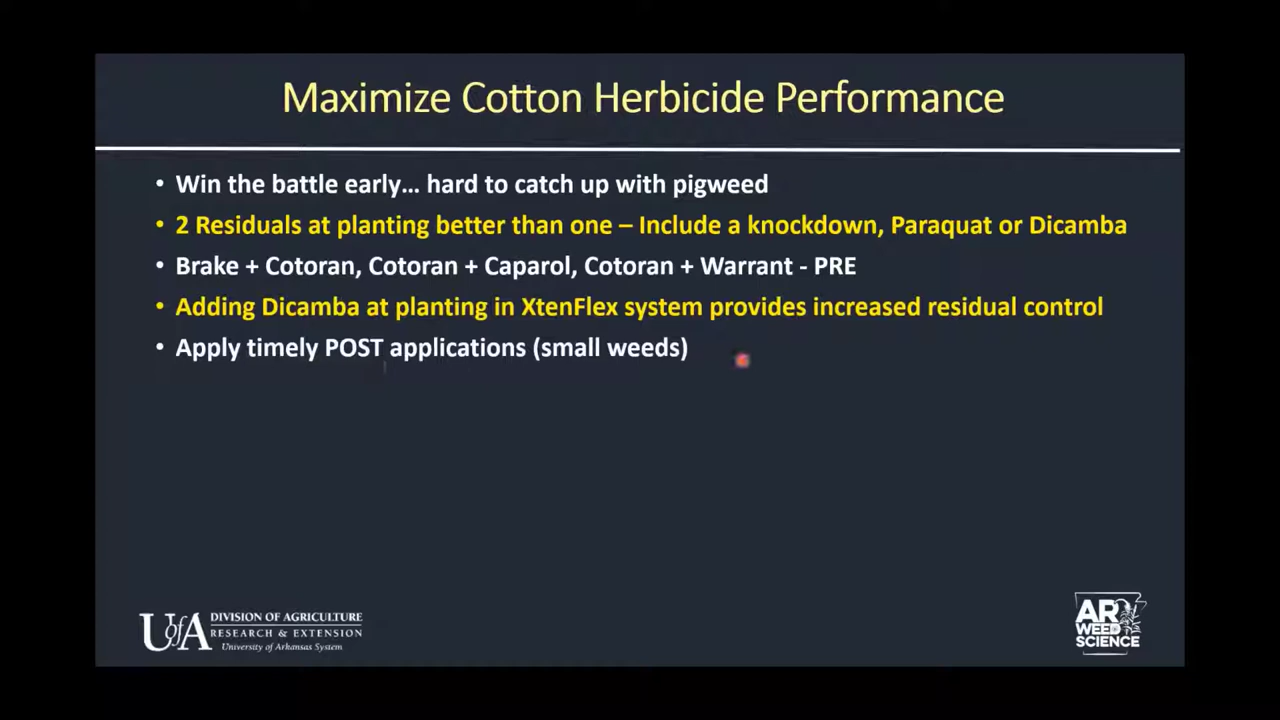 Maximize Cotton Herbicide Performance
• Win the battle early... hard to catch up with pigweed
• 2 Residuals at planting better than one – Include a knockdown, Paraquat or Dicamba
• Brake + Cotoran, Cotoran + Caparol, Cotoran + Warrant - PRE
• Adding Dicamba at planting in XtenFlex system provides increased residual control
• Apply timely POST applications (small weeds)
UofA DIVISION OF AGRICULTURE
RESEARCH & EXTENSION
University of Arkansas System
AR
WEED
SCIENCE